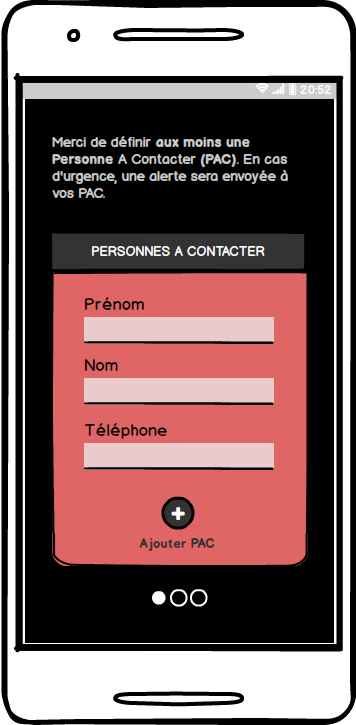 20:52
Merci de définir aux moins une
Personne A Contacter (PAC). En cas
d'urgence, une alerte sera envoyée à
vos PAC.
PERSONNES A CONTACTER
Prénom
Nom
Téléphone
Ajouter PAC